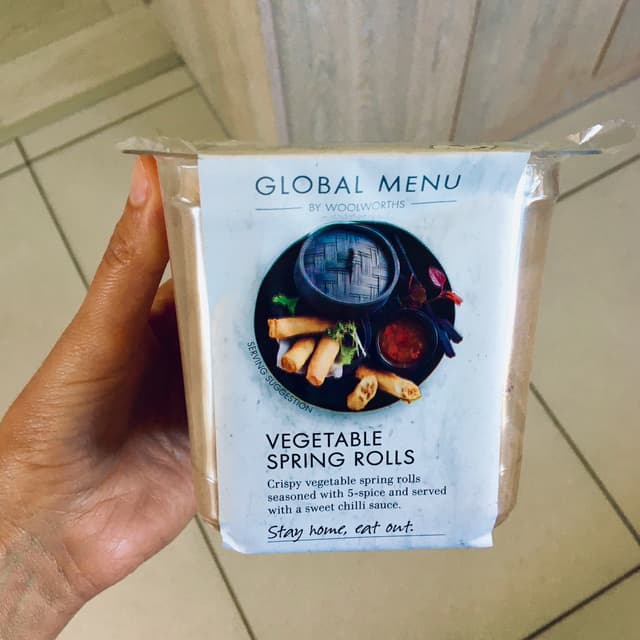 GLOBAL MENU
BY WOOLWORTHS
SERVING SUGGESTION
VEGETABLE
SPRING ROLLS
Crispy vegetable spring rolls
seasoned with 5-spice and served
with a sweet chilli sauce.
Stay home, eat out.